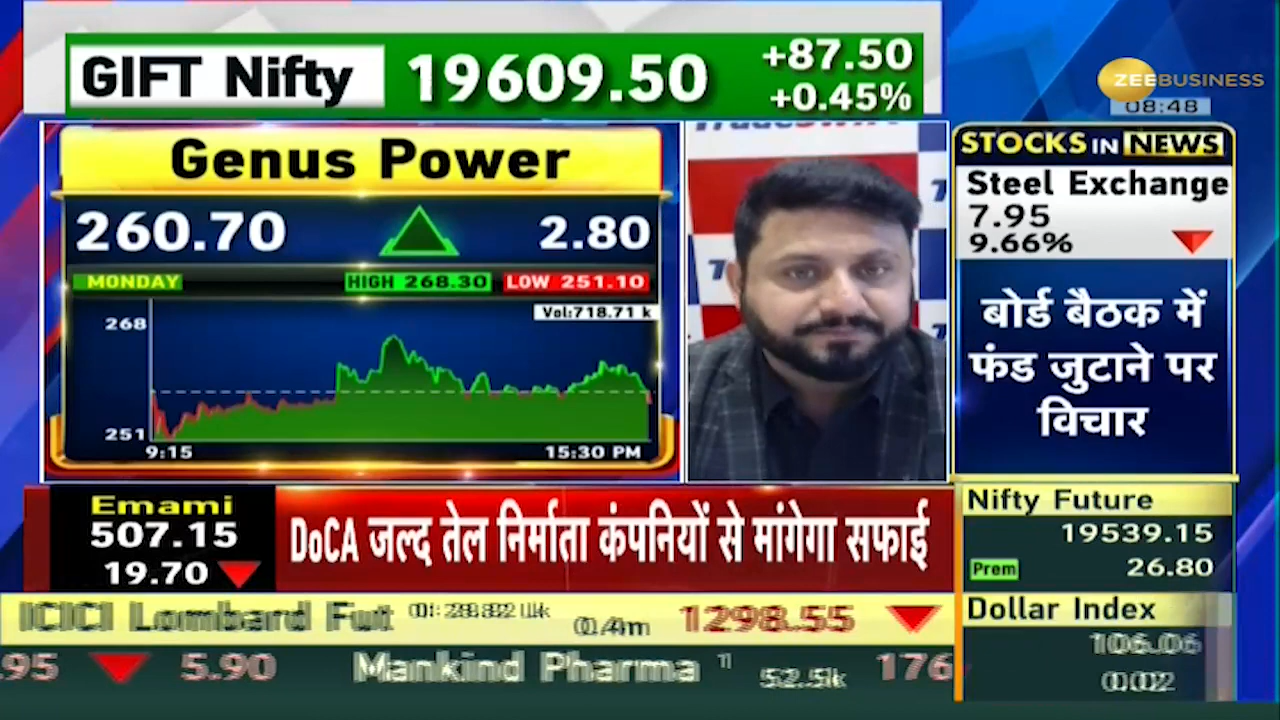 GIFT Nifty 19609.50 +87.50
+0.45%
ZEEBUSINESS
08:48
Genus Power
260.70 2.80
MONDAY HIGH 268.30 LOW 251.10
Vol:718.71 k
268
251
9:15 15:30 PM
STOCKS IN NEWS
Steel Exchange
7.95
9.66%
बोर्ड बैठक में
फंड जुटाने पर
विचार
Emami
507.15
19.70
DoCA जल्द तेल निर्माता कंपनियों से मांगेगा सफाई
Nifty Future
19539.15
Prem 26.80
Dollar Index
106.06
0.02
ICICI Lombard Fut 0.4m 1298.55
.95 5.90 Mankind Pharma 52.5k 176